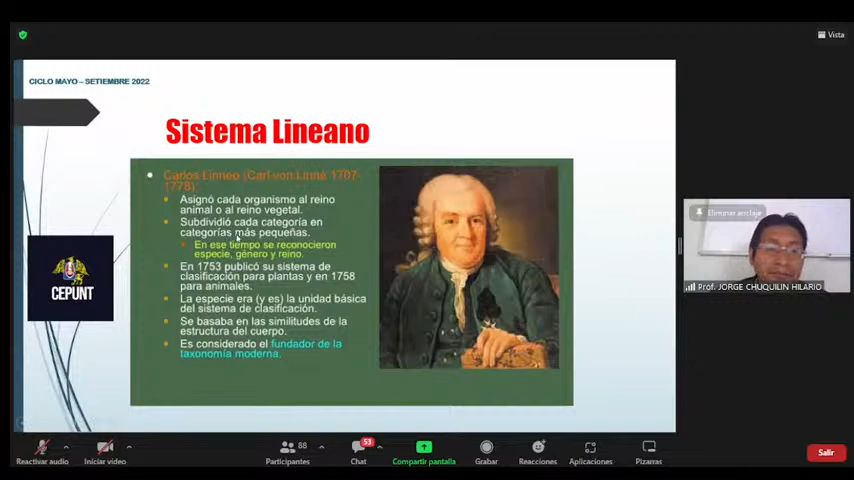 Vista
CICLO MAYO – SETIEMBRE 2022
Sistema Lineano
Carlos Linneo (Carl von Linné 1707-
1778)
Asignó cada organismo al reino
animal o al reino vegetal.
Subdividió cada categoría en
categorías más pequeñas.
En ese tiempo se reconocieron
especie, género y reino.
En 1753 publicó su sistema de
clasificación para plantas y en 1758
para animales.
La especie era (y es) la unidad básica
del sistema de clasificación.
Se basaba en las similitudes de la
estructura del cuerpo.
Es considerado el fundador de la
taxonomía moderna.
CEPUNT
Eliminar anclaje
Prof. JORGE CHUQUILIN HILARIO
88
53
Reactivar audio
Iniciar video
Participantes
Chat
Compartir pantalla
Grabar
Reacciones
Aplicaciones
Pizarras
Salir